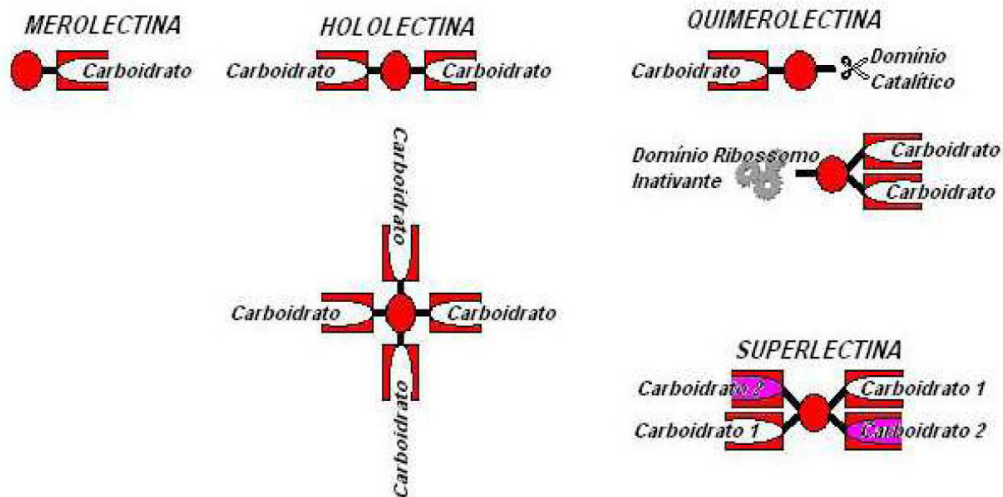 MEROLECTINA
Carboidrato
HOLOLECTINA
Carboidrato
Carboidrato
Carboidrato
Carboidrato
Carboidrato
Carboidrato
QUIMEROLECTINA
Carboidrato
Domínio
Catalítico
Domínio Ribossomo
Inativante
Carboidrato
Carboidrato
SUPERLECTINA
Carboidrato 2
Carboidrato 1
Carboidrato 1
Carboidrato 2